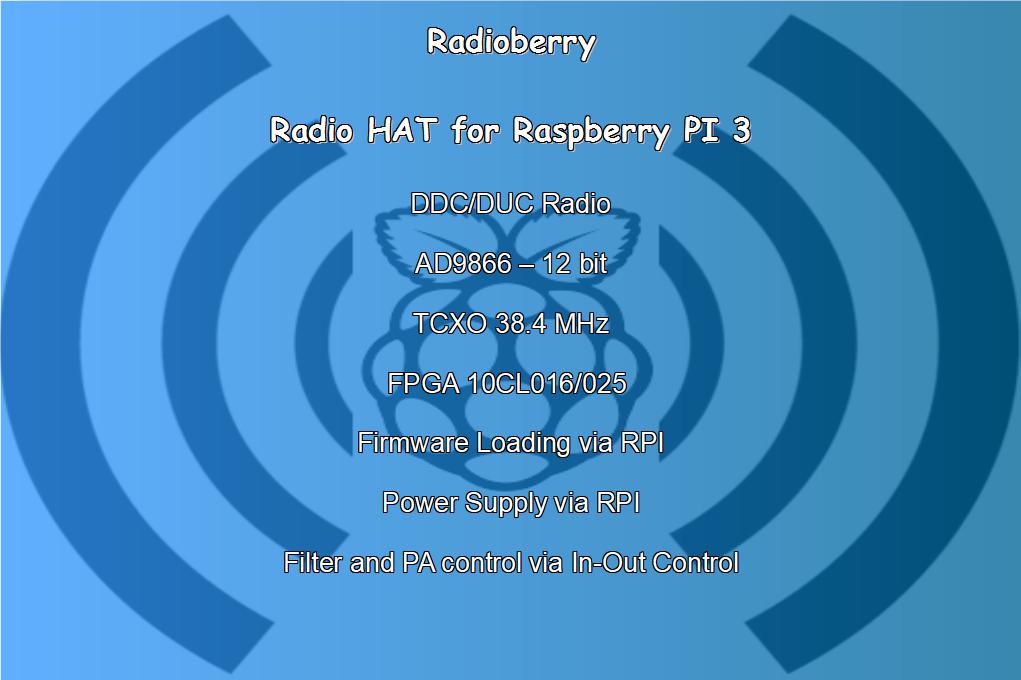 Radioberry
Radio HAT for Raspberry PI 3
DDC/DUC Radio
AD9866 – 12 bit
TCXO 38.4 MHz
FPGA 10CL016/025
Firmware Loading via RPI
Power Supply via RPI
Filter and PA control via In-Out Control